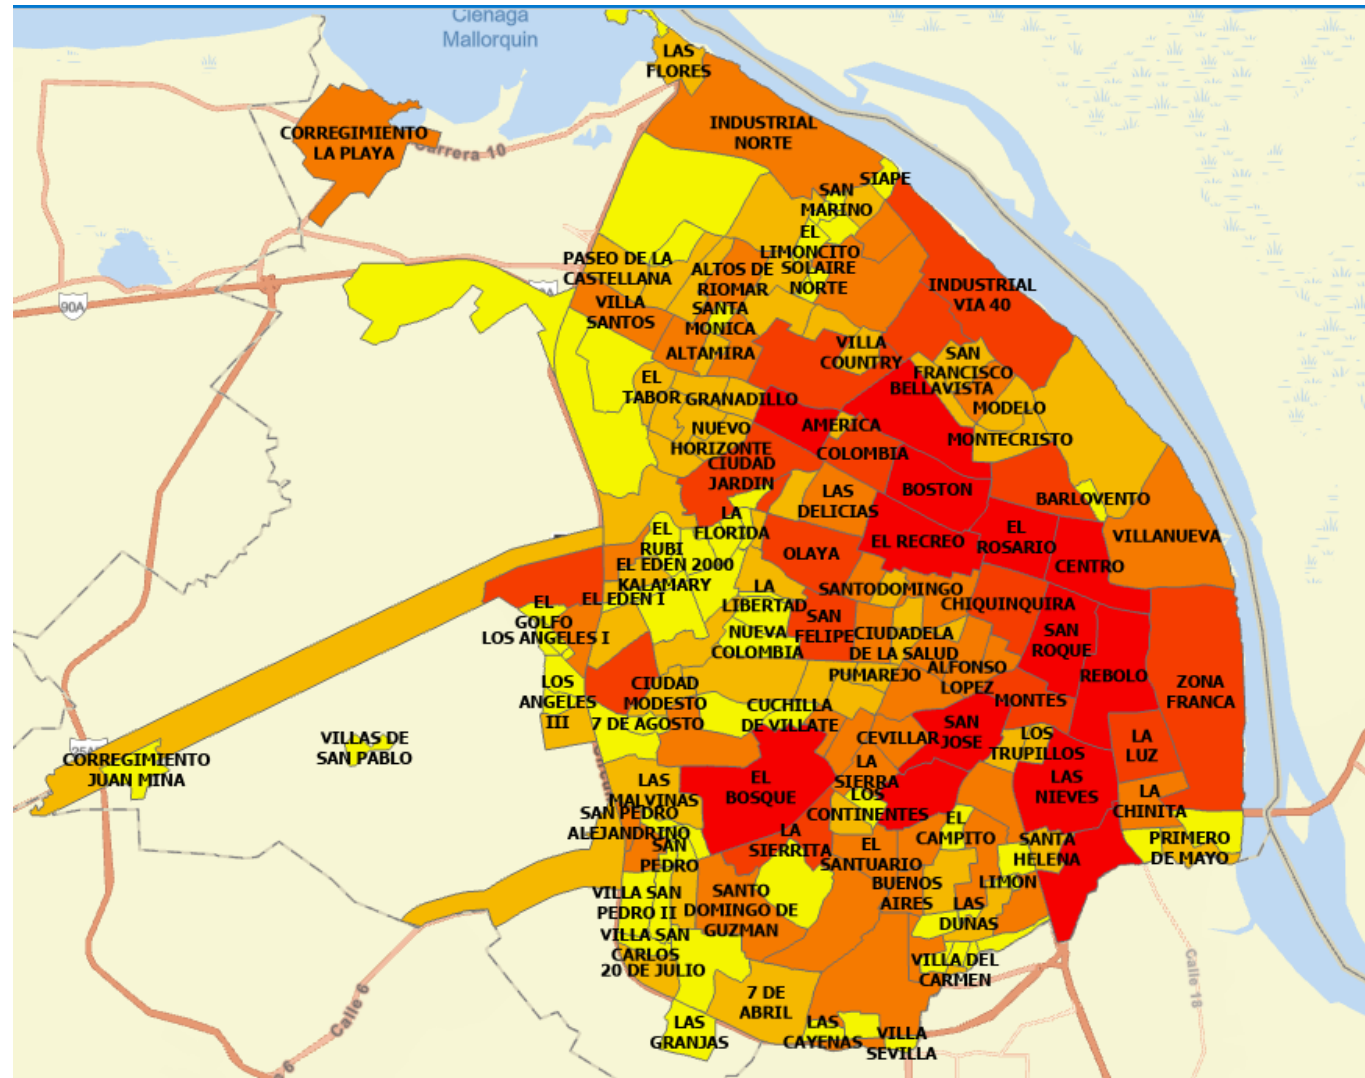 Ciénaga
Mallorquin
LAS
FLORES
INDUSTRIAL
NORTE
CORREGIMIENTO
LA PLAYA
Carrera 10
SIAPE
SAN
MARINO
EL
LIMONCITO
PASEO DE LA
CASTELLANA
ALTOS DE
RIOMAR
SOLAIRE
NORTE
INDUSTRIAL
VIA 40
90A
VILLA
SANTOS
SANTA
MONICA
VILLA
COUNTRY
ALTAMIRA
SAN
FRANCISCO
BELLAVISTA
EL
TABOR
GRANADILLO
MODELO
AMERICA
NUEVO
HORIZONTE
MONTECRISTO
COLOMBIA
CIUDAD
JARDIN
LAS
DELICIAS
BOSTON
BARLOVENTO
LA
FLORIDA
EL
RUBI
OLAYA
EL RECREO
EL
ROSARIO
VILLANUEVA
CENTRO
EL EDEN 2000
KALAMARY
EL EDEN I
LA
LIBERTAD
SANTODOMINGO
CHIQUINQUIRA
EL
GOLFO
LOS ANGELES I
SAN
FELIPE
NUEVA
COLOMBIA
CIUDADELA
DE LA SALUD
SAN
ROQUE
PUMAREJO
ALFONSO
LOPEZ
REBOLO
ZONA
FRANCA
LOS
ANGELES
III
CIUDAD
MODESTO
MONTES
7 DE AGOSTO
CUCHILLA
DE VILLATE
SAN
JOSE
CEVILLAR
LOS
TRUPILLOS
LA
LUZ
VILLAS DE
SAN PABLO
25A
CORREGIMIENTO
JUAN MIÑA
LAS
MALVINAS
EL
BOSQUE
LA
SIERRA
LAS
NIEVES
LOS
CONTINENTES
LA
CHINITA
SAN PEDRO
ALEJANDRINO
SAN
PEDRO
LA
SIERRITA
EL
CAMPITO
EL
SANTUARIO
SANTA
HELENA
PRIMERO
DE MAYO
BUENOS
AIRES
LIMON
VILLA SAN
PEDRO II
SANTO
DOMINGO DE
GUZMAN
LAS
DUNAS
VILLA SAN
CARLOS
20 DE JULIO
VILLA DEL
CARMEN
Calle 18
Calle 6
7 DE
ABRIL
LAS
GRANJAS
LAS
CAYENAS
VILLA
SEVILLA